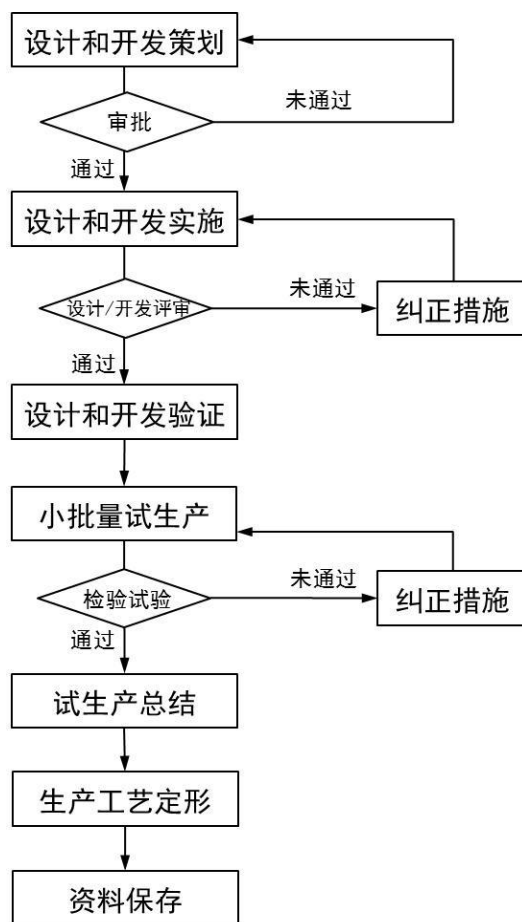 设计和开发策划
未通过
审批
通过
设计和开发实施
未通过
设计/开发评审
纠正措施
通过
设计和开发验证
小批量试生产
未通过
检验试验
纠正措施
通过
试生产总结
生产工艺定形
资料保存